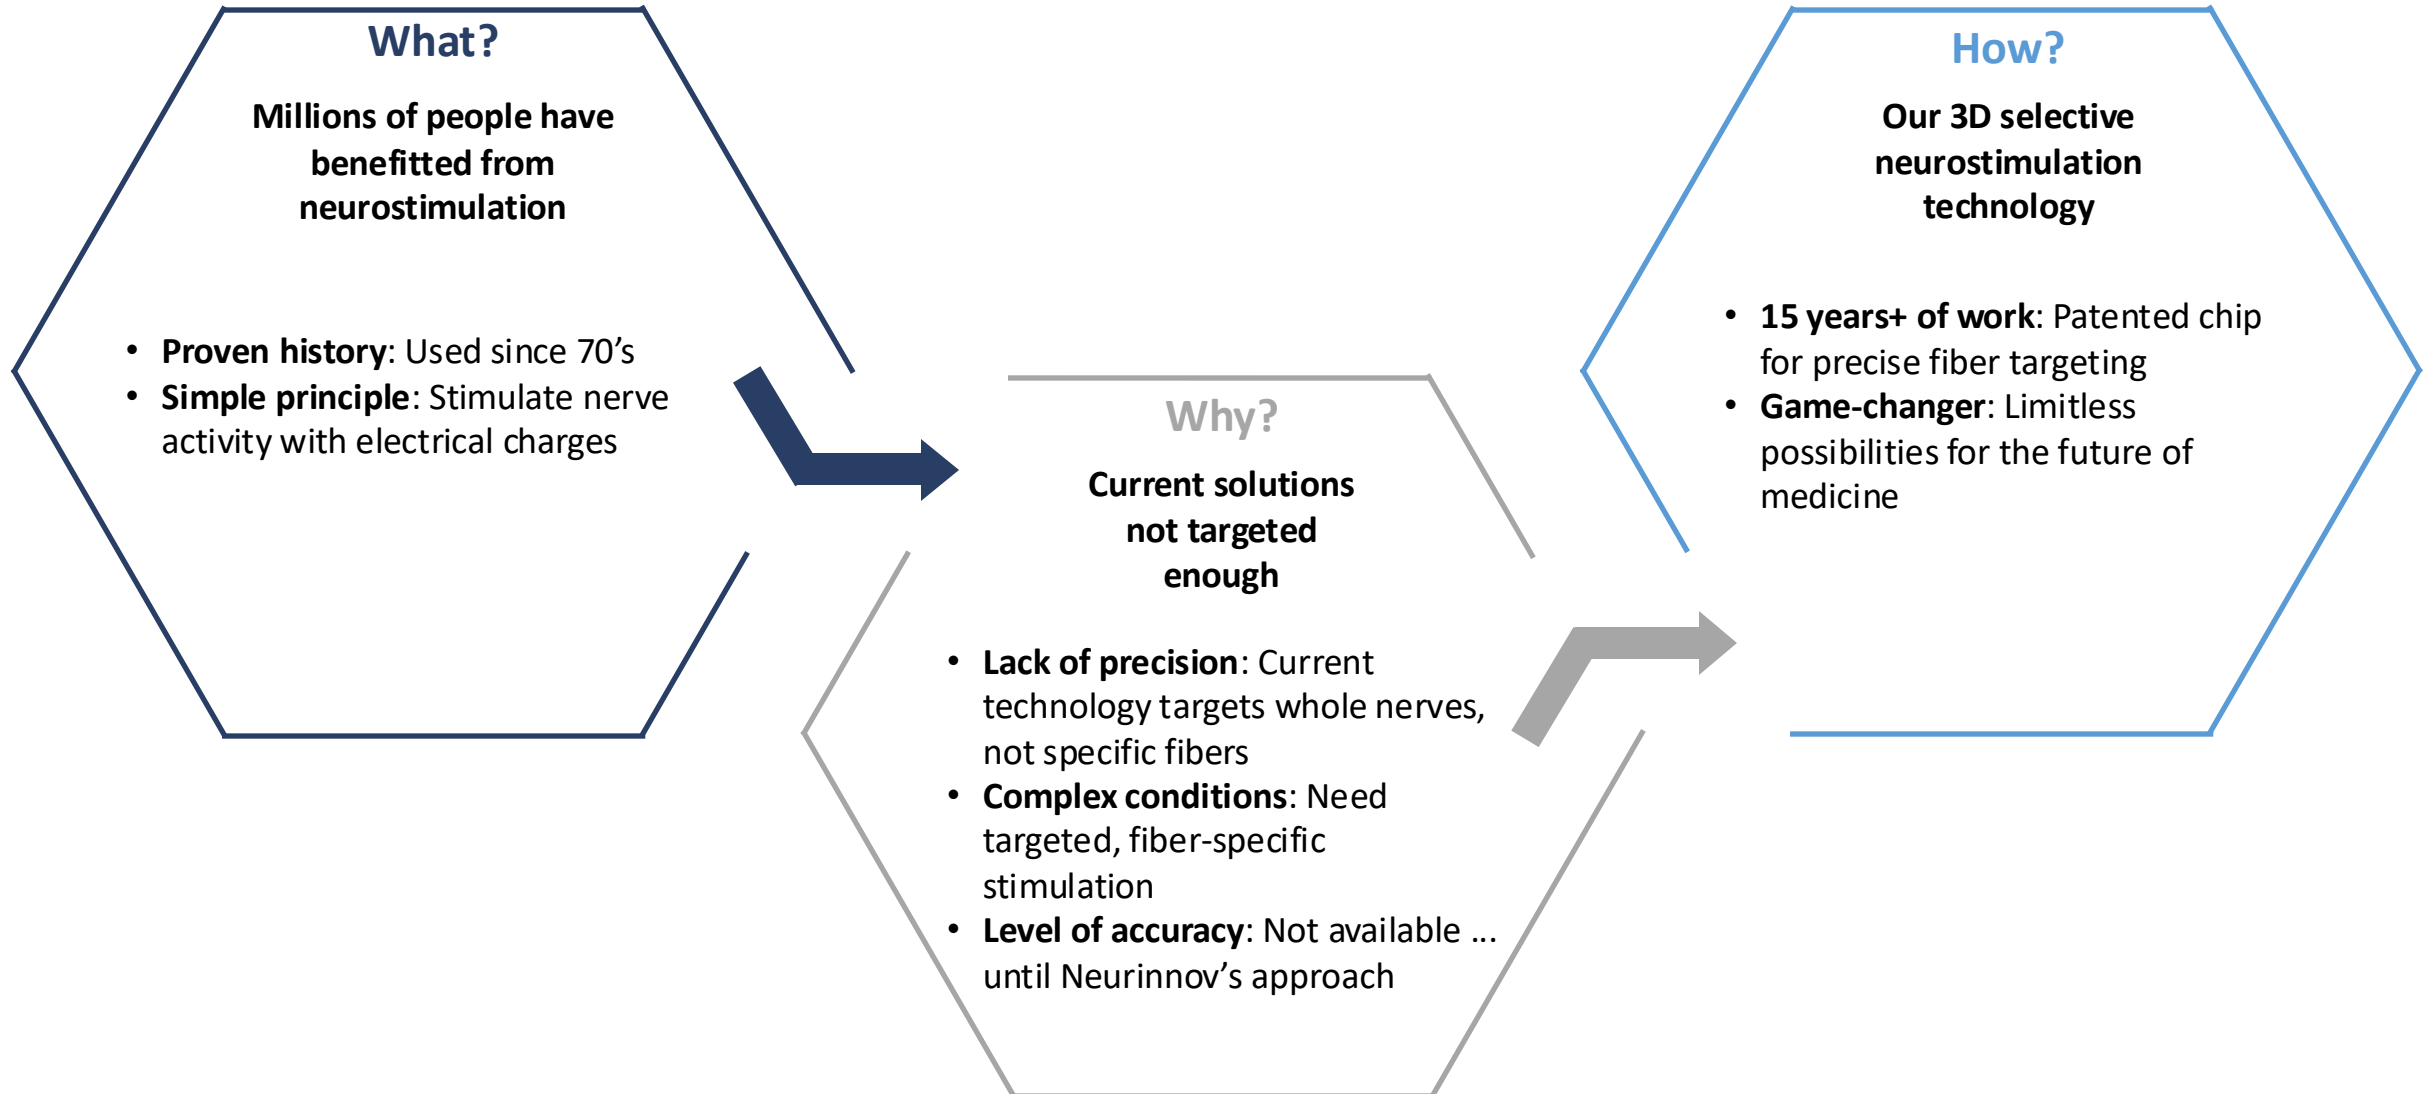 What?
Millions of people have
benefitted from
neurostimulation
• Proven history: Used since 70’s
• Simple principle: Stimulate nerve
activity with electrical charges
Why?
Current solutions
not targeted
enough
• Lack of precision: Current
technology targets whole nerves,
not specific fibers
• Complex conditions: Need
targeted, fiber-specific
stimulation
• Level of accuracy: Not available ...
until Neurinnov’s approach
How?
Our 3D selective
neurostimulation
technology
• 15 years+ of work: Patented chip
for precise fiber targeting
• Game-changer: Limitless
possibilities for the future of
medicine